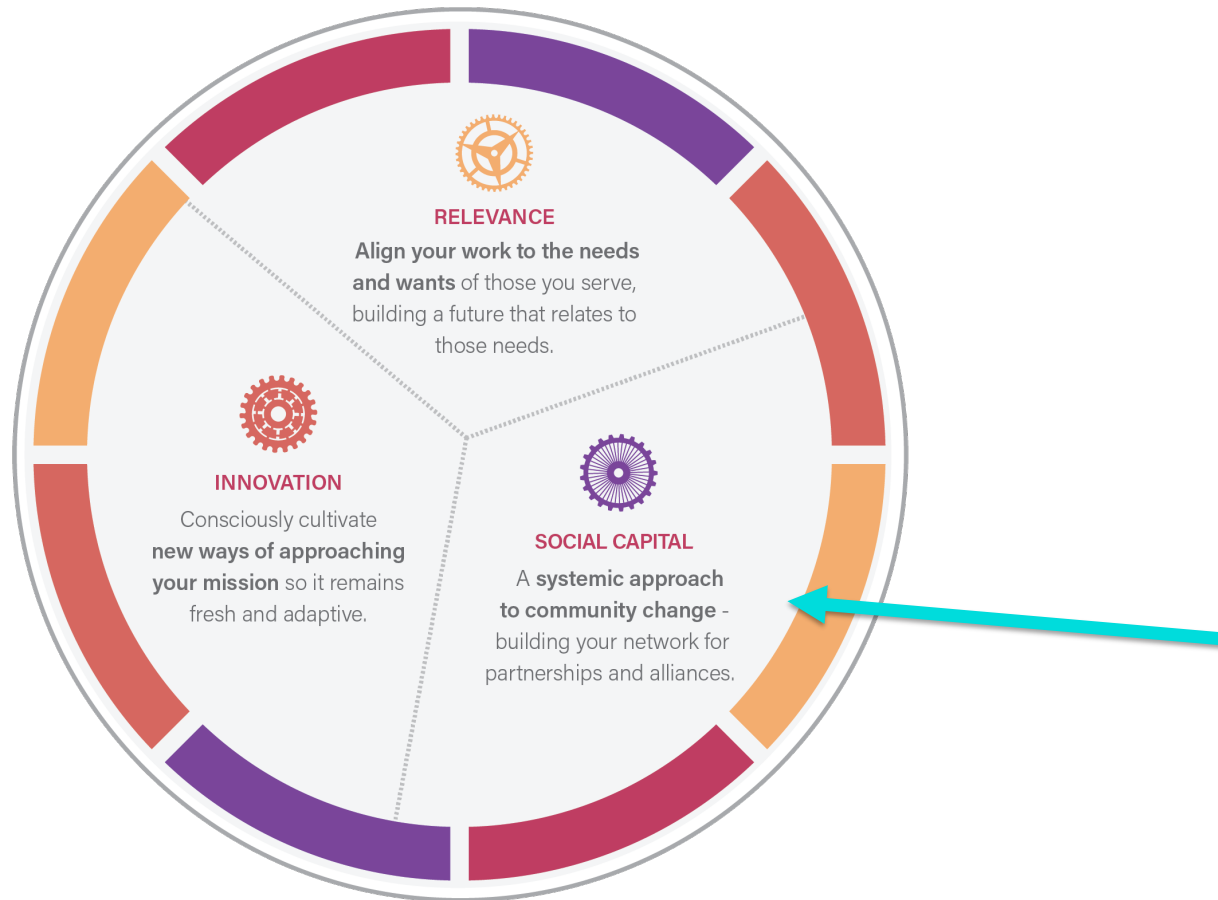 RELEVANCE
Align your work to the needs
and wants of those you serve,
building a future that relates to
those needs.
INNOVATION
Consciously cultivate
new ways of approaching
your mission so it remains
fresh and adaptive.
SOCIAL CAPITAL
A systemic approach
to community change -
building your network for
partnerships and alliances.